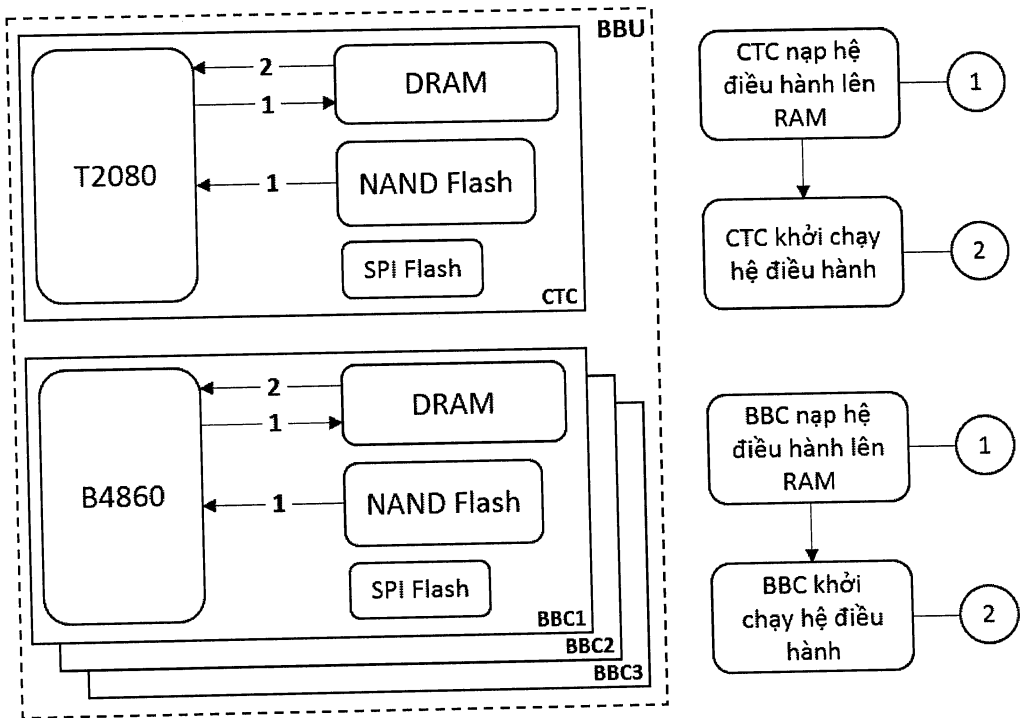 BBU
T2080
2
1
1
DRAM
NAND Flash
SPI Flash
CTC
B4860
2
1
1
DRAM
NAND Flash
SPI Flash
BBC1
BBC2
BBC3
CTC nạp hệ
điều hành lên
RAM
1
CTC khởi chạy
hệ điều hành
2
BBC nạp hệ
điều hành lên
RAM
1
BBC khởi
chạy hệ điều
hành
2